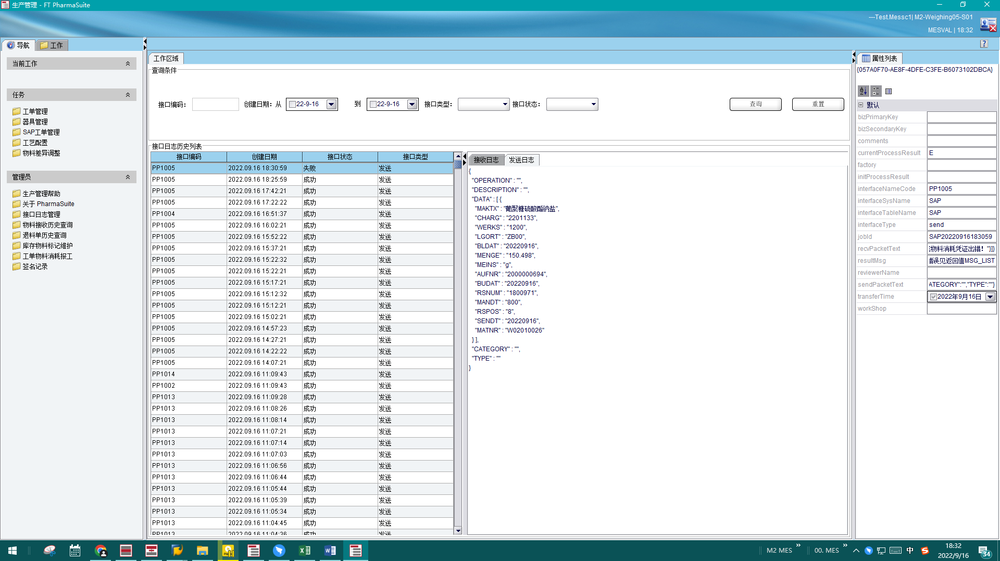 生产管理 - FT PharmaSuite
---Test.Messc1| M2-Weighing05-S01
MESVAL | 18:32
导航
工作
当前工作
任务
工单管理
器具管理
SAP工单管理
工艺配置
物料差异调整
管理员
生产管理帮助
关于 PharmaSuite
接口日志管理
物料接收历史查询
退料单历史查询
库存物料标记维护
工单物料消耗报工
签名记录
工作区域
查询条件
接口编码：
创建日期：从
22-9-16
到
22-9-16
接口类型：
接口状态：
查询
重置
接口日志历史列表
接口编码 创建日期 接口状态 接口类型
PP1005 2022.09.16 18:30:59 失败 发送
PP1005 2022.09.16 18:25:59 成功 发送
PP1005 2022.09.16 17:42:21 成功 发送
PP1005 2022.09.16 17:22:22 成功 发送
PP1004 2022.09.16 16:51:37 成功 发送
PP1005 2022.09.16 16:02:21 成功 发送
PP1005 2022.09.16 15:52:22 成功 发送
PP1005 2022.09.16 15:37:21 成功 发送
PP1005 2022.09.16 15:22:32 成功 发送
PP1005 2022.09.16 15:22:21 成功 发送
PP1005 2022.09.16 15:17:21 成功 发送
PP1005 2022.09.16 15:12:32 成功 发送
PP1005 2022.09.16 15:12:21 成功 发送
PP1005 2022.09.16 15:02:21 成功 发送
PP1005 2022.09.16 14:57:23 成功 发送
PP1005 2022.09.16 14:27:21 成功 发送
PP1005 2022.09.16 14:22:22 成功 发送
PP1005 2022.09.16 14:07:21 成功 发送
PP1014 2022.09.16 11:09:43 成功 发送
PP1002 2022.09.16 11:09:43 成功 发送
PP1013 2022.09.16 11:09:28 成功 发送
PP1013 2022.09.16 11:08:26 成功 发送
PP1013 2022.09.16 11:08:14 成功 发送
PP1013 2022.09.16 11:07:21 成功 发送
PP1013 2022.09.16 11:07:14 成功 发送
PP1013 2022.09.16 11:07:03 成功 发送
PP1013 2022.09.16 11:06:56 成功 发送
PP1013 2022.09.16 11:06:44 成功 发送
PP1013 2022.09.16 11:05:44 成功 发送
PP1013 2022.09.16 11:05:39 成功 发送
PP1013 2022.09.16 11:05:34 成功 发送
PP1013 2022.09.16 11:04:45 成功 发送
PP1013 2022.09.16 11:04:36 成功 发送
接收日志
发送日志
{
"OPERATION" : "",
"DESCRIPTION" : "",
"DATA" : [ {
"MAKTX" : "葡聚糖硫酸酯钠盐",
"CHARG" : "2201133",
"WERKS" : "1200",
"LGORT" : "ZB00",
"BLDAT" : "20220916",
"MENGE" : "150.498",
"MEINS" : "g",
"AUFNR" : "2000000694",
"BUDAT" : "20220916",
"RSNUM" : "1800971",
"MANDT" : "800",
"RSPOS" : "8",
"SENDT" : "20220916",
"MATNR" : "W02010026"
} ],
"CATEGORY" : "",
"TYPE" : ""
}
属性列表
{057A0F70-AE8F-4DFE-C3FE-B6073102DBCA}
默认
bizPrimaryKey
bizSecondaryKey
comments
currentProcessResult E
factory
initProcessResult
interfaceNameCode PP1005
interfaceSysName SAP
interfaceTableName SAP
interfaceType send
jobId SAP20220916183059
recvPacketText 物料消耗凭证出错！"}]}
resultMsg 错误见返回值MSG_LIST
reviewerName
sendPacketText ATEGORY":"","TYPE":""}
transferTime 2022年9月16日
workShop
M2 MES
00. MES
中
18:32
2022/9/16
34